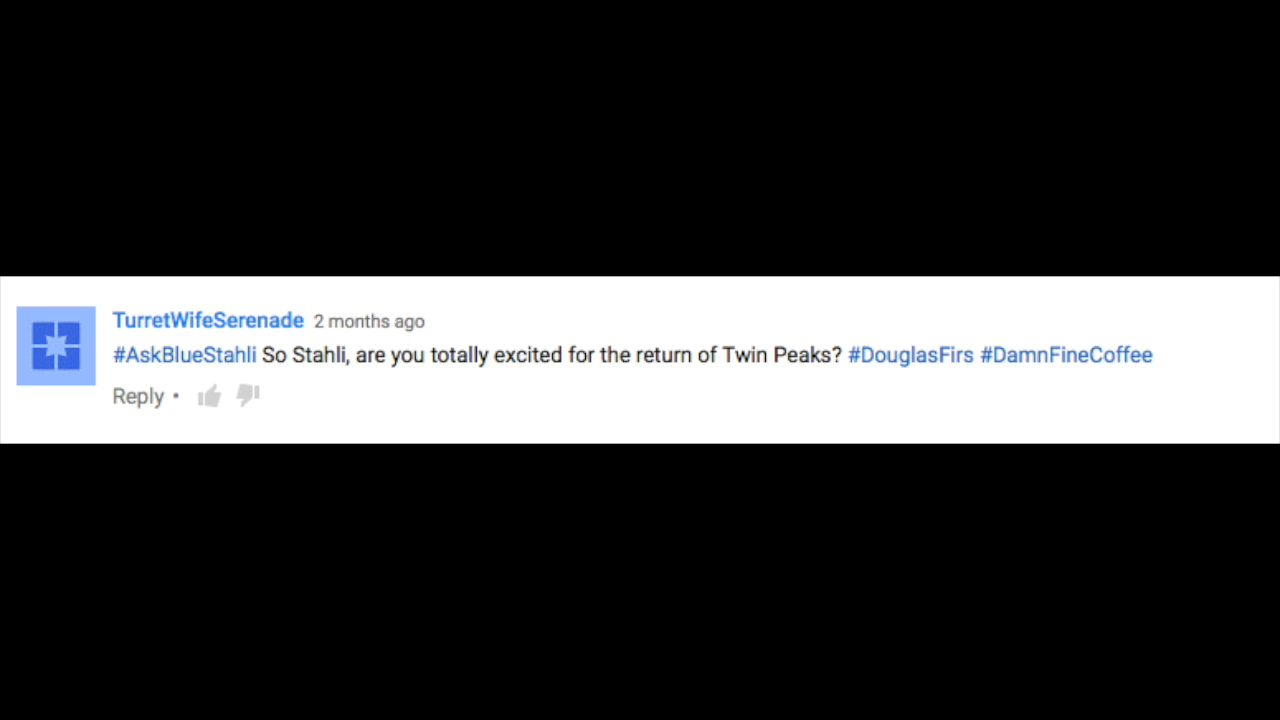 TurretWifeSerenade 2 months ago
#AskBlueStahli So Stahli, are you totally excited for the return of Twin Peaks? #DouglasFirs #DamnFineCoffee
Reply •